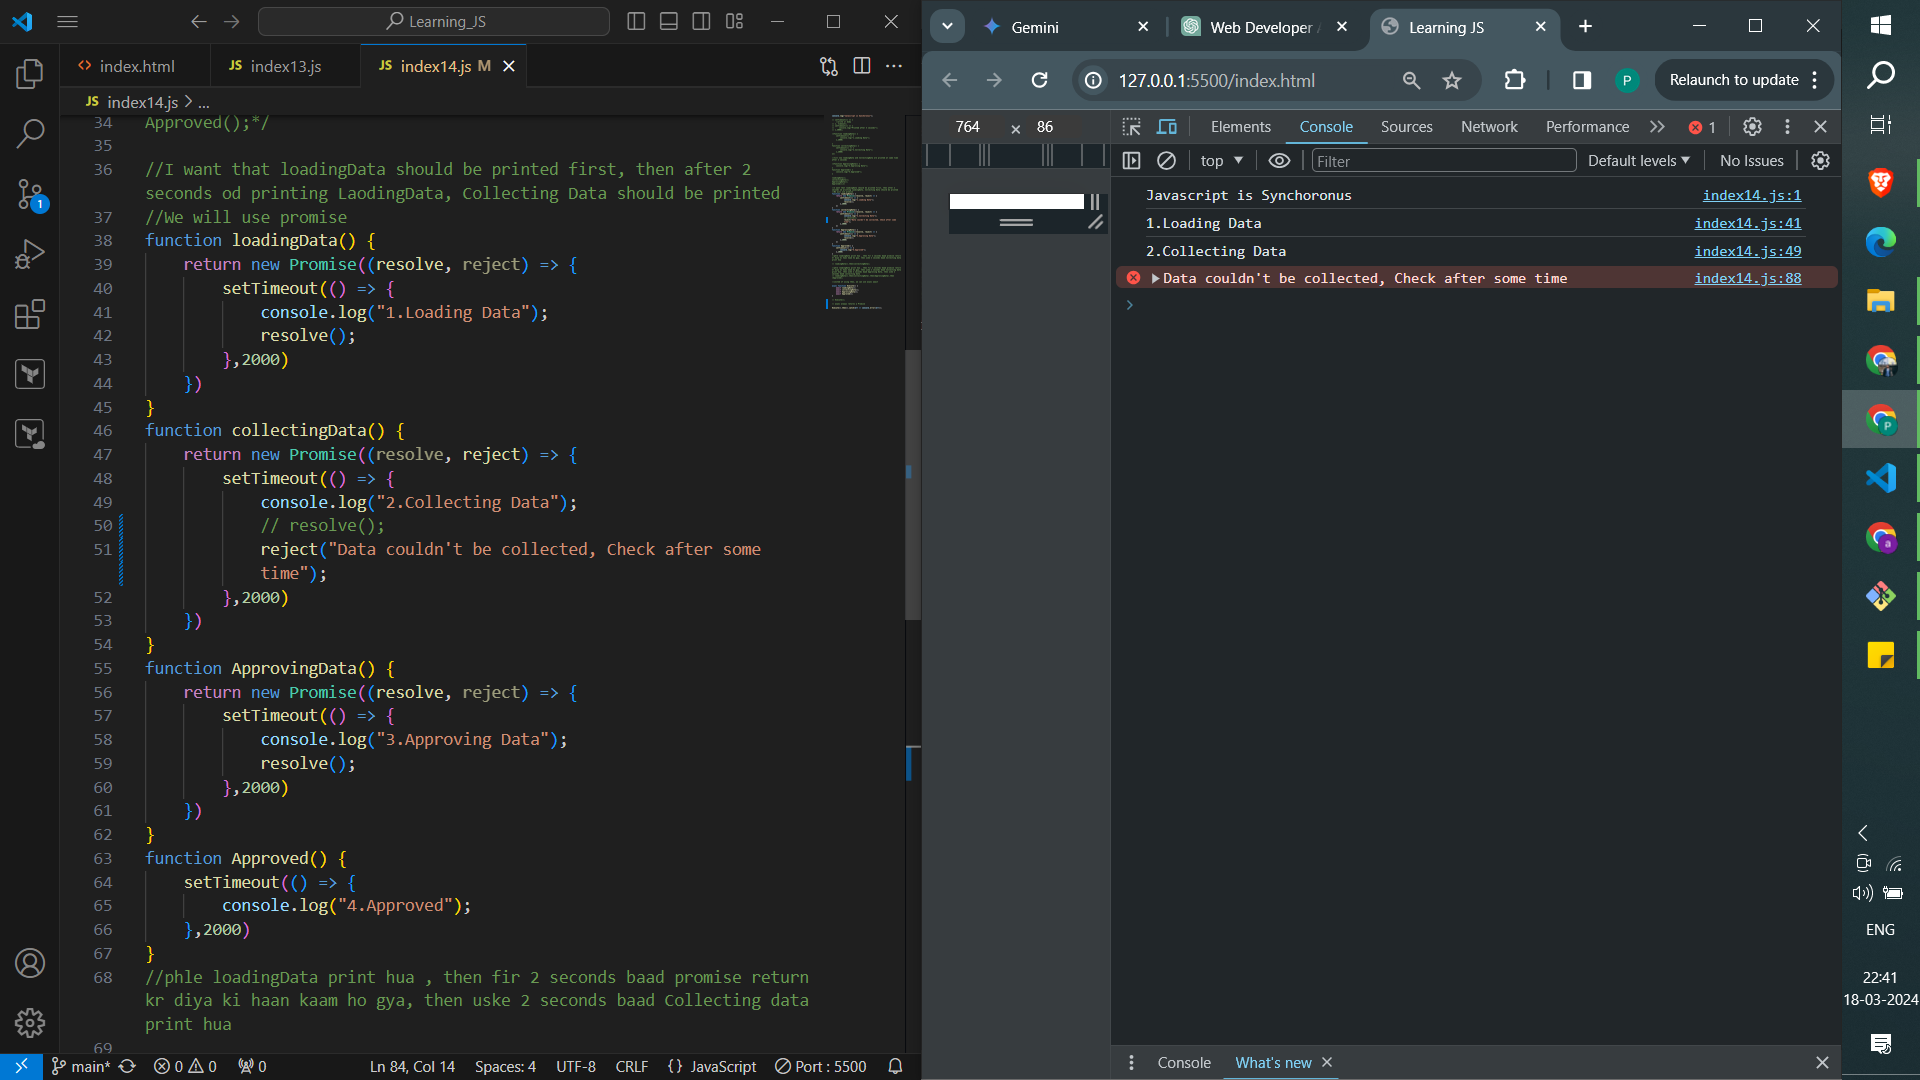 Learning_JS
index.html
JS index13.js
JS index14.js M
JS index14.js > ...
34 Approved();*/
35
36 //I want that loadingData should be printed first, then after 2
seconds od printing LaodingData, Collecting Data should be printed
37 //We will use promise
38 function loadingData() {
39 return new Promise((resolve, reject) => {
40 setTimeout(() => {
41 console.log("1.Loading Data");
42 resolve();
43 },2000)
44 })
45 }
46 function collectingData() {
47 return new Promise((resolve, reject) => {
48 setTimeout(() => {
49 console.log("2.Collecting Data");
50 // resolve();
51 reject("Data couldn't be collected, Check after some
time");
52 },2000)
53 })
54 }
55 function ApprovingData() {
56 return new Promise((resolve, reject) => {
57 setTimeout(() => {
58 console.log("3.Approving Data");
59 resolve();
60 },2000)
61 })
62 }
63 function Approved() {
64 setTimeout(() => {
65 console.log("4.Approved");
66 },2000)
67 }
68 //phle loadingData print hua , then fir 2 seconds baad promise return
kr diya ki haan kaam ho gya, then uske 2 seconds baad Collecting data
print hua
69
1
main* 0 0 0 Ln 84, Col 14 Spaces: 4 UTF-8 CRLF {} JavaScript Port : 5500
Gemini
Web Developer
Learning JS
127.0.0.1:5500/index.html
P
Relaunch to update
764 x 86
Elements Console Sources Network Performance 1
top Filter Default levels No Issues
Javascript is Synchoronus index14.js:1
1.Loading Data index14.js:41
2.Collecting Data index14.js:49
Data couldn't be collected, Check after some time index14.js:88
Console What's new
P
a
ENG
22:41
18-03-2024